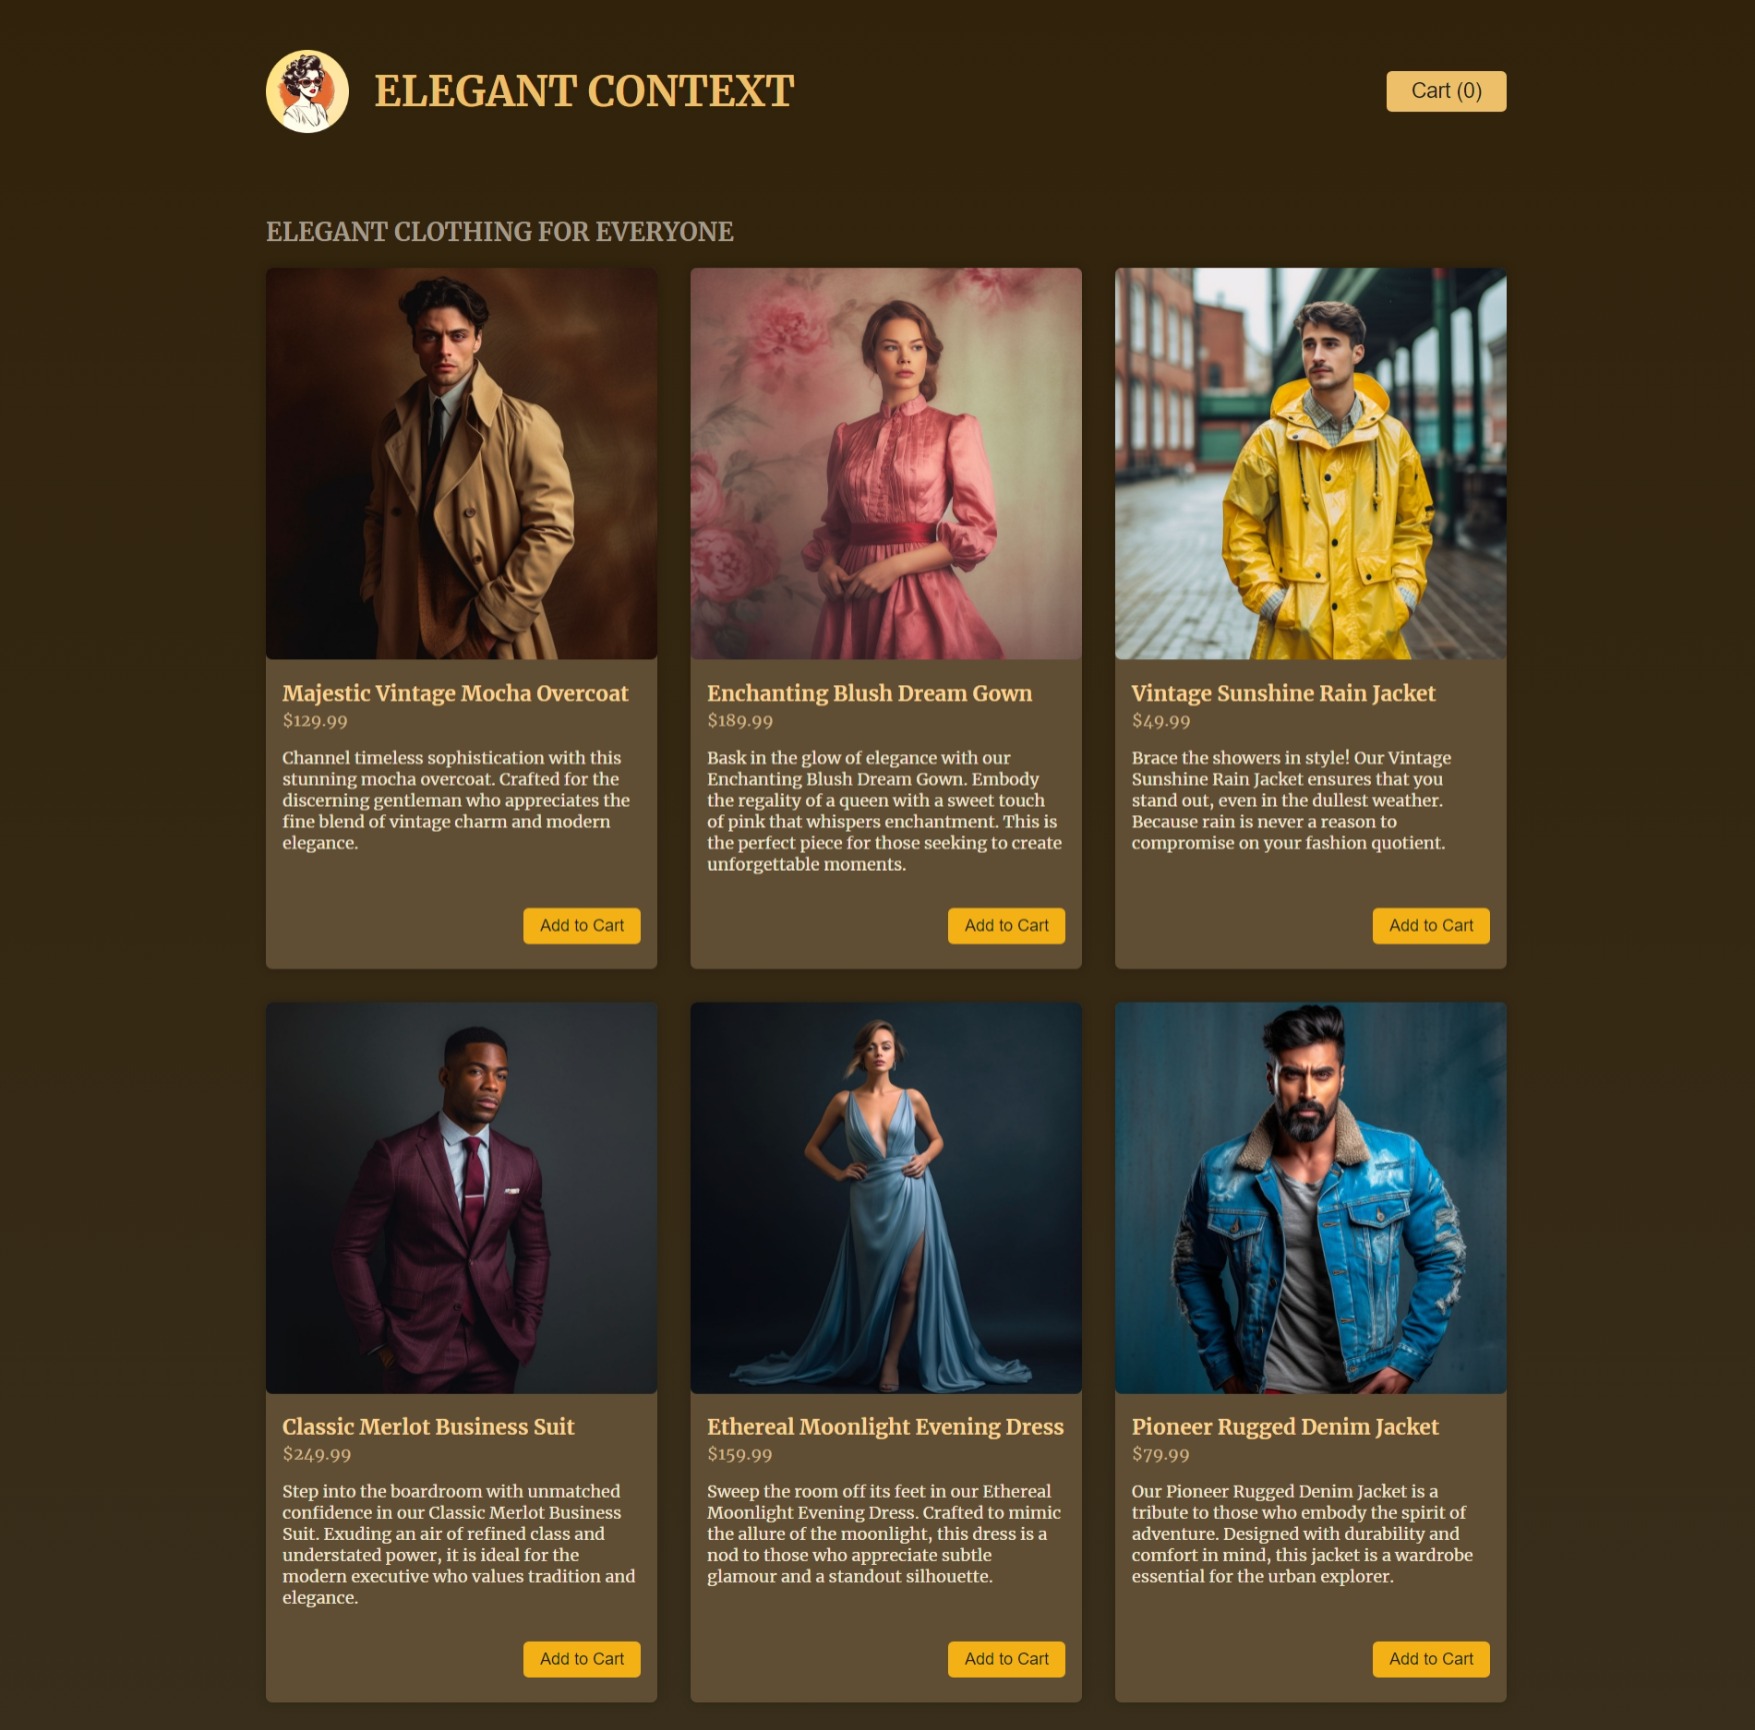 ELEGANT CONTEXT
Cart (0)
ELEGANT CLOTHING FOR EVERYONE
Majestic Vintage Mocha Overcoat
$129.99
Channel timeless sophistication with this
stunning mocha overcoat. Crafted for the
discerning gentleman who appreciates the
fine blend of vintage charm and modern
elegance.
Add to Cart
Enchanting Blush Dream Gown
$189.99
Bask in the glow of elegance with our
Enchanting Blush Dream Gown. Embody
the regality of a queen with a sweet touch
of pink that whispers enchantment. This is
the perfect piece for those seeking to create
unforgettable moments.
Add to Cart
Vintage Sunshine Rain Jacket
$49.99
Brace the showers in style! Our Vintage
Sunshine Rain Jacket ensures that you
stand out, even in the dullest weather.
Because rain is never a reason to
compromise on your fashion quotient.
Add to Cart
Classic Merlot Business Suit
$249.99
Step into the boardroom with unmatched
confidence in our Classic Merlot Business
Suit. Exuding an air of refined class and
understated power, it is ideal for the
modern executive who values tradition and
elegance.
Add to Cart
Ethereal Moonlight Evening Dress
$159.99
Sweep the room off its feet in our Ethereal
Moonlight Evening Dress. Crafted to mimic
the allure of the moonlight, this dress is a
nod to those who appreciate subtle
glamour and a standout silhouette.
Add to Cart
Pioneer Rugged Denim Jacket
$79.99
Our Pioneer Rugged Denim Jacket is a
tribute to those who embody the spirit of
adventure. Designed with durability and
comfort in mind, this jacket is a wardrobe
essential for the urban explorer.
Add to Cart